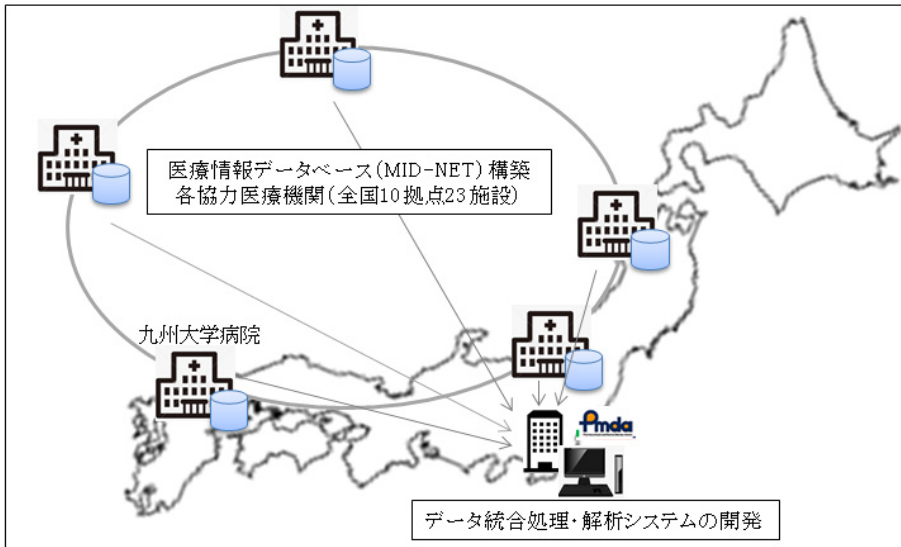 医療情報データベース(MID-NET)構築
各協力医療機関(全国10拠点23施設)
九州大学病院
Pmda
データ統合処理・解析システムの開発